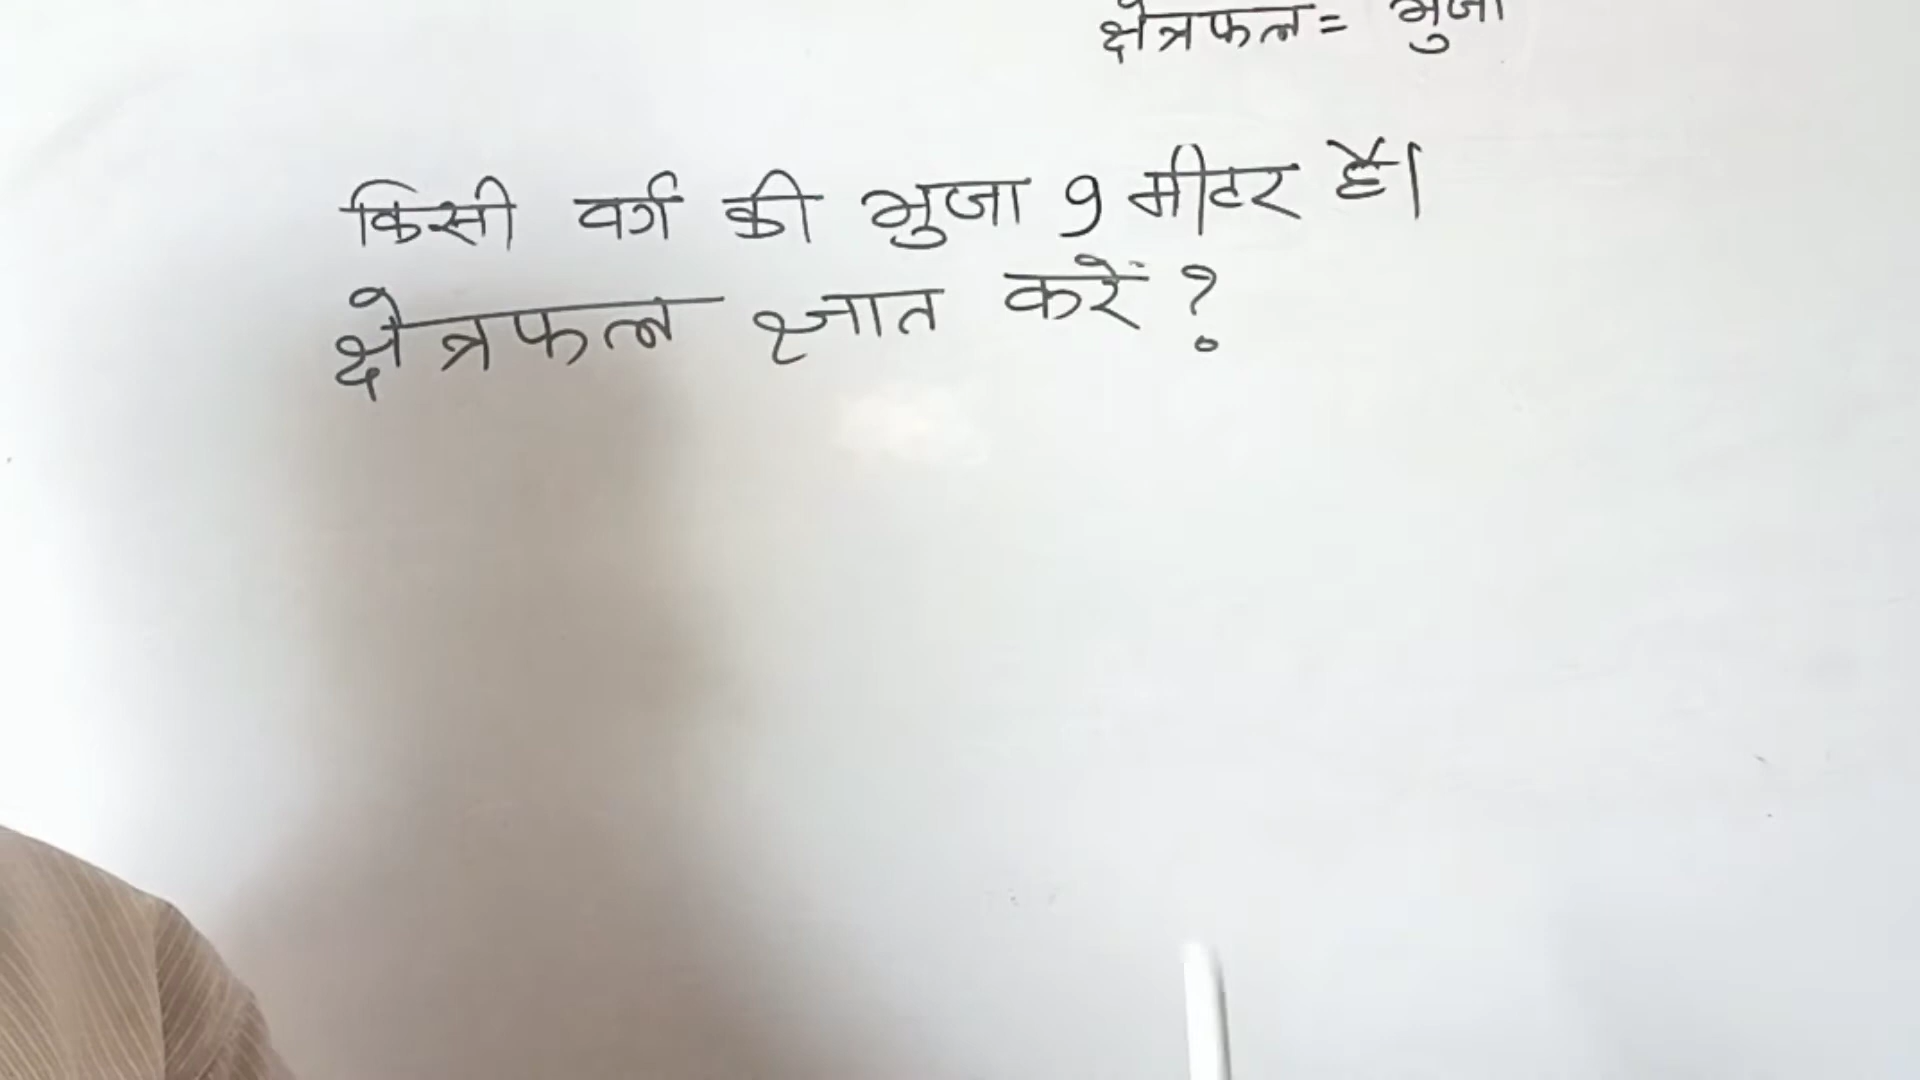 क्षेत्रफल = भुजा
किसी वर्ग की भुजा 9 मीटर है।
क्षेत्रफल ज्ञात करें ?